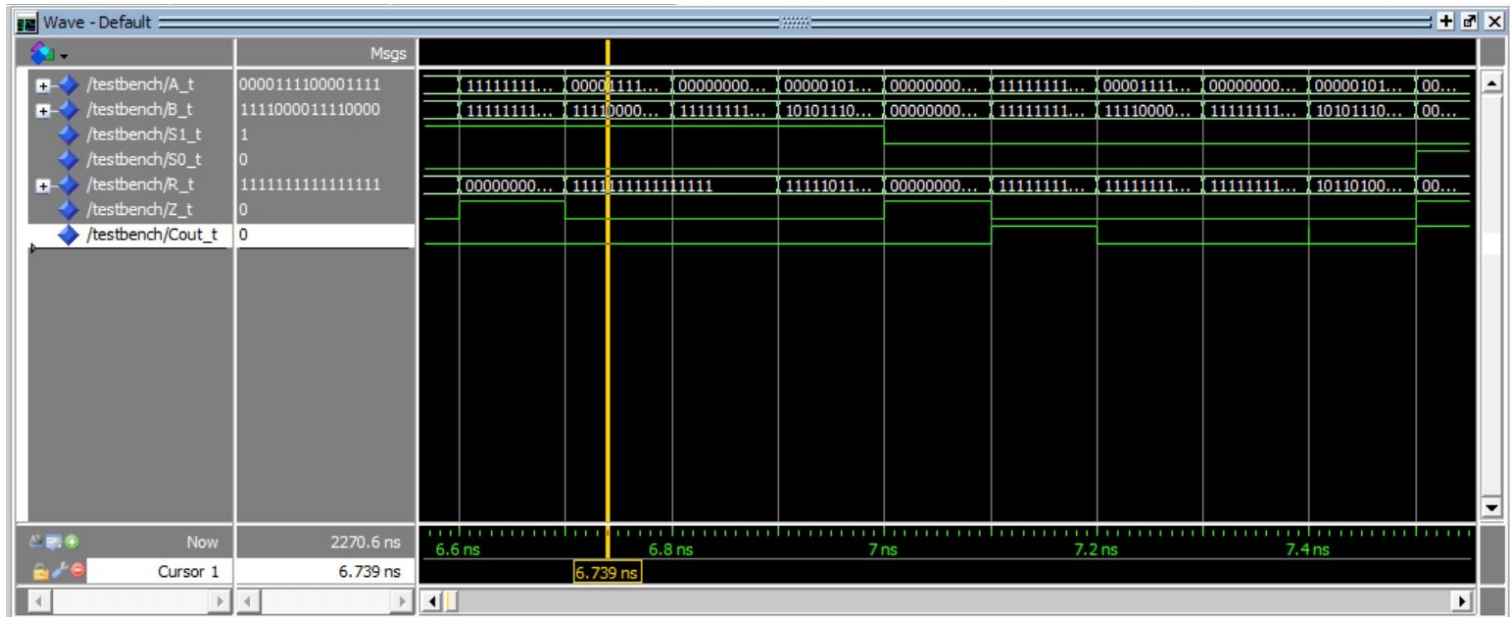 Wave - Default
Msgs
/testbench/A_t 0000111100001111 11111111... 00001111... 00000000... 00000101... 00000000... 11111111... 00001111... 00000000... 00000101... 00...
/testbench/B_t 1111000011110000 11111111... 11110000... 11111111... 10101110... 00000000... 11111111... 11110000... 11111111... 10101110... 00...
/testbench/S1_t 1
/testbench/S0_t 0
/testbench/R_t 1111111111111111 00000000... 1111111111111111 11111011... 00000000... 11111111... 11111111... 11111111... 10110100... 00...
/testbench/Z_t 0
/testbench/Cout_t 0
Now 2270.6 ns 6.6 ns 6.8 ns 7 ns 7.2 ns 7.4 ns
Cursor 1 6.739 ns 6.739 ns